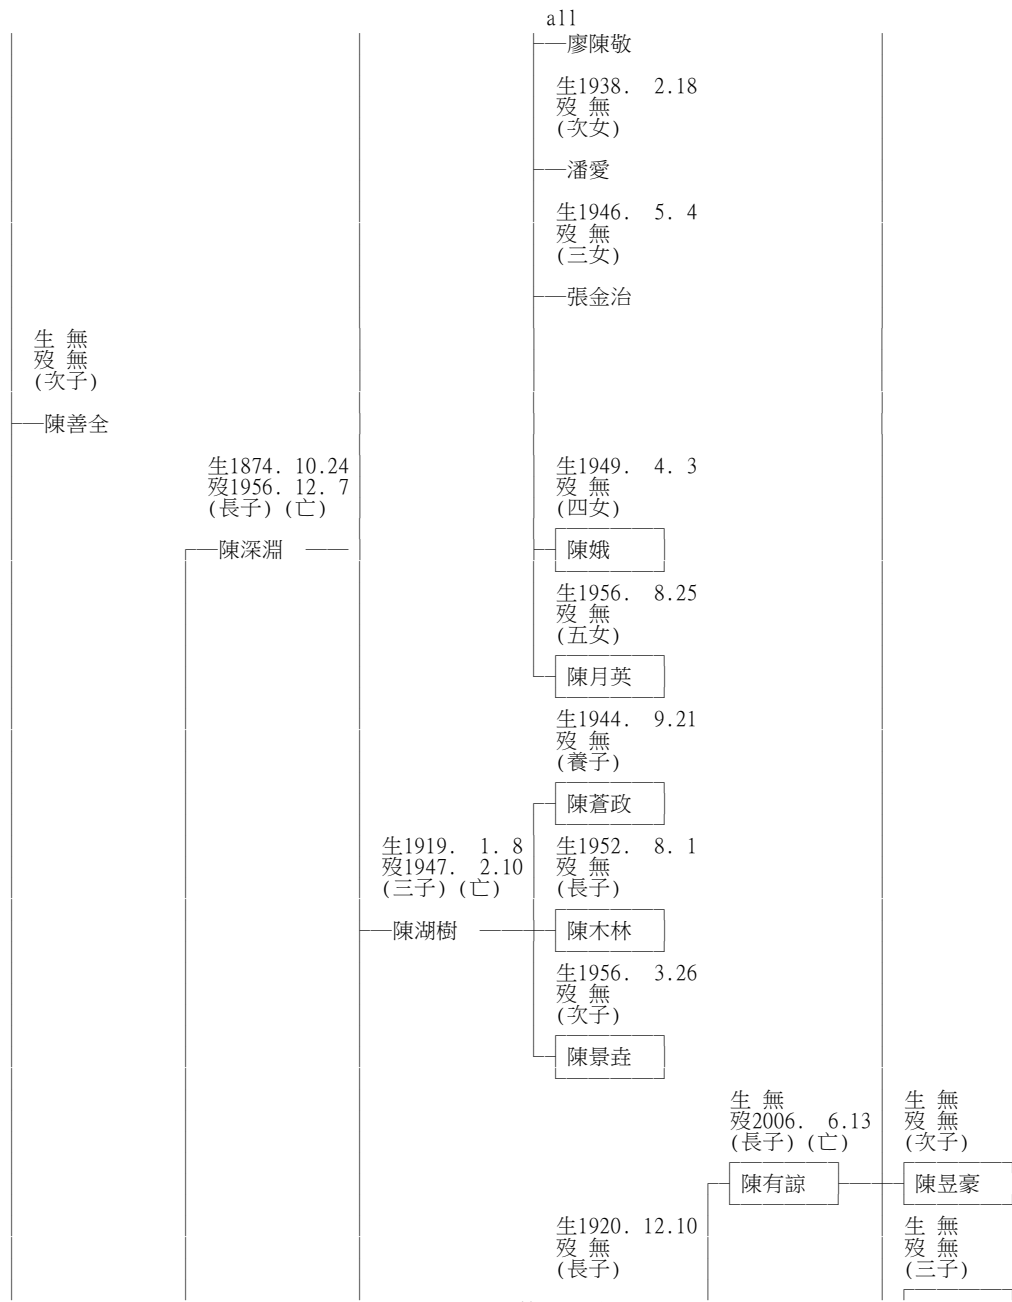 all
廖陳敬
生1938. 2.18
歿 無
(次女)
潘愛
生1946. 5. 4
歿 無
(三女)
張金治
生 無
歿 無
(次子)
陳善全
生1874. 10.24
歿1956. 12. 7
(長子)(亡)
生1949. 4. 3
歿 無
(四女)
陳深淵
陳娥
生1956. 8.25
歿 無
(五女)
陳月英
生1944. 9.21
歿 無
(養子)
陳蒼政
生1919. 1. 8
歿1947. 2.10
(三子)(亡)
生1952. 8. 1
歿 無
(長子)
陳湖樹
陳木林
生1956. 3.26
歿 無
(次子)
陳景垚
生 無
歿2006. 6.13
(長子)(亡)
生 無
歿 無
(次子)
陳有諒
陳昱豪
生1920. 12.10
歿 無
(長子)
生 無
歿 無
(三子)